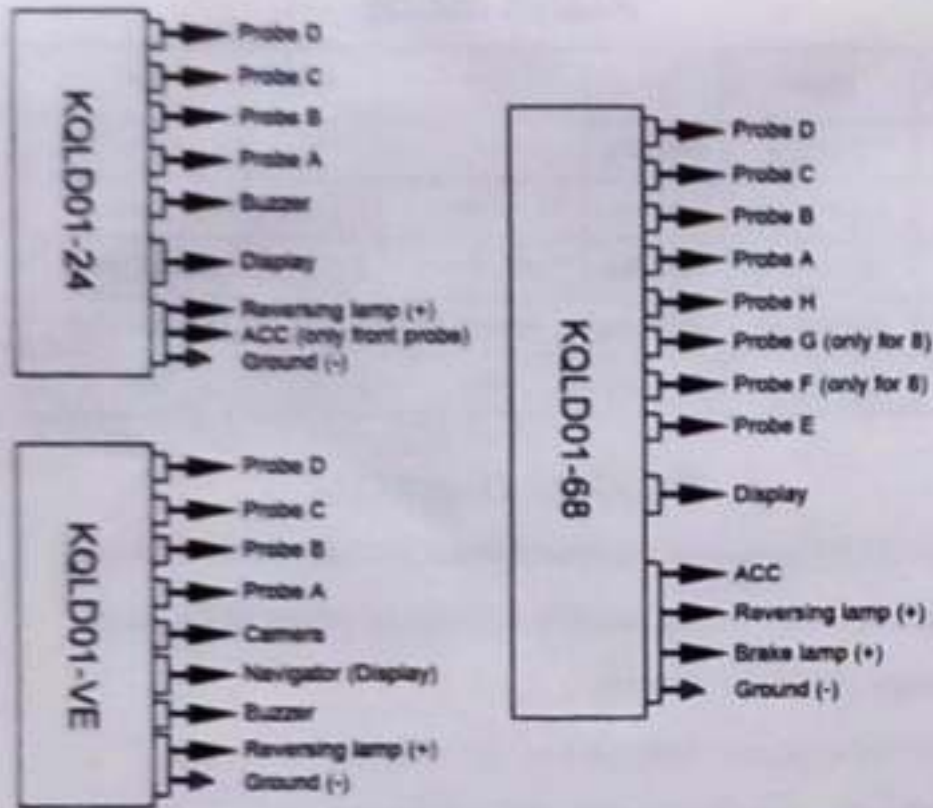 KQLD01-24
Probe D
Probe C
Probe B
Probe A
Buzzer
Display
Reversing lamp (+)
ACC (only front probe)
Ground (-)
KQLD01-VE
Probe D
Probe C
Probe B
Probe A
Camera
Navigator (Display)
Buzzer
Reversing lamp (+)
Ground (-)
KQLD01-68
Probe D
Probe C
Probe B
Probe A
Probe H
Probe G (only for 8)
Probe F (only for 8)
Probe E
Display
ACC
Reversing lamp (+)
Brake lamp (+)
Ground (-)